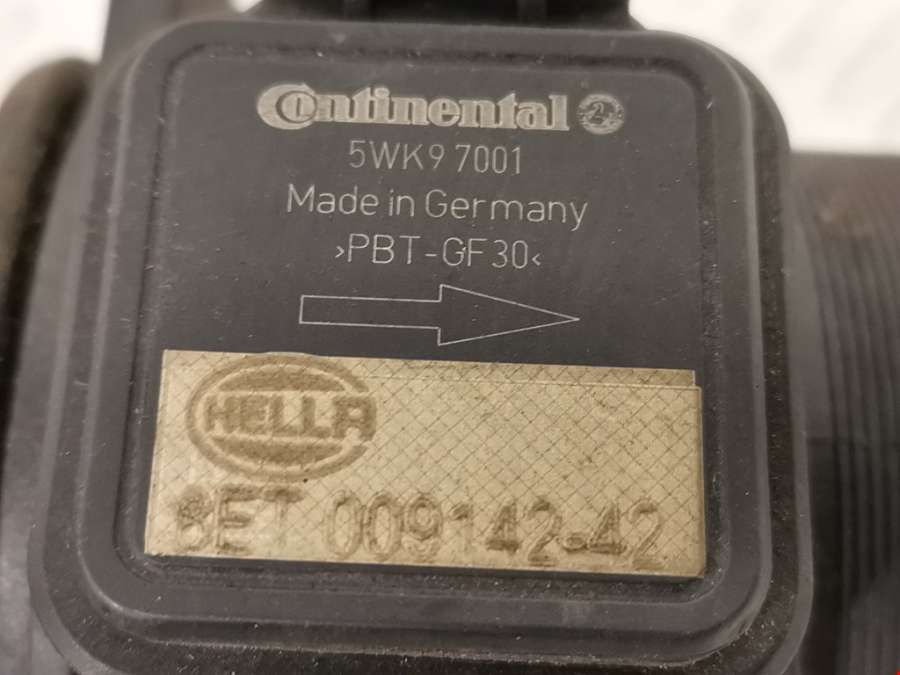 Continental
5WK9 7001
Made in Germany
>PBT-GF30<
HELLA
8ET 009142-42